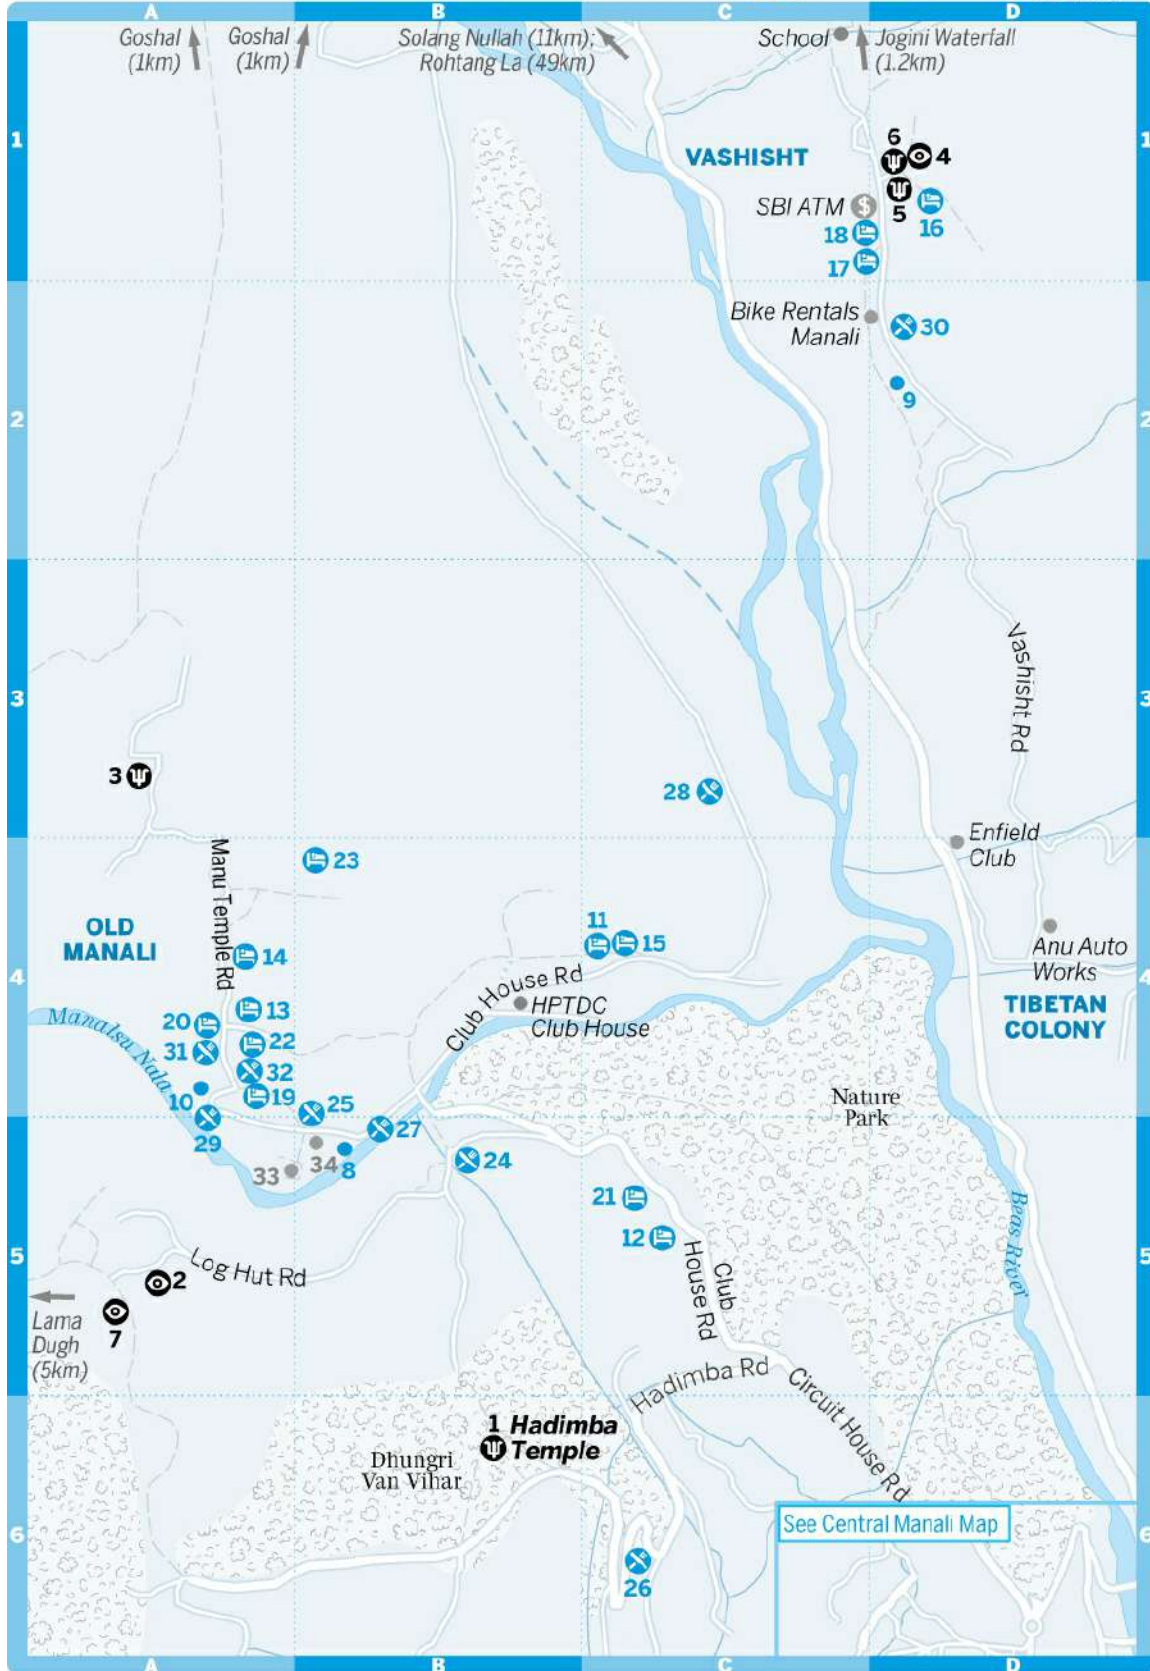 A
B
C
D
Goshal
(1km)
Goshal
(1km)
Solang Nullah (11km);
Rohtang La (49km)
School
Jogini Waterfall
(1.2km)
1
1
VASHISHT
6
4
SBI ATM
$
5
16
18
17
Bike Rentals
Manali
30
9
2
2
Vashisht Rd
3
3
3
28
Enfield
Club
Manu Temple Rd
23
OLD
MANALI
14
11
15
Anu Auto
Works
4
4
Club House Rd
HPTDC
Club House
TIBETAN
COLONY
Manalsu Nala
20
13
31
22
32
10
19
25
Nature
Park
29
27
33
34
8
24
21
12
Beas River
5
5
Log Hut Rd
2
Club
House Rd
7
Lama
Dugh
(5km)
Hadimba Rd
Circuit House Rd
1 Hadimba
Temple
Dhungri
Van Vihar
See Central Manali Map
6
6
26
A
B
C
D